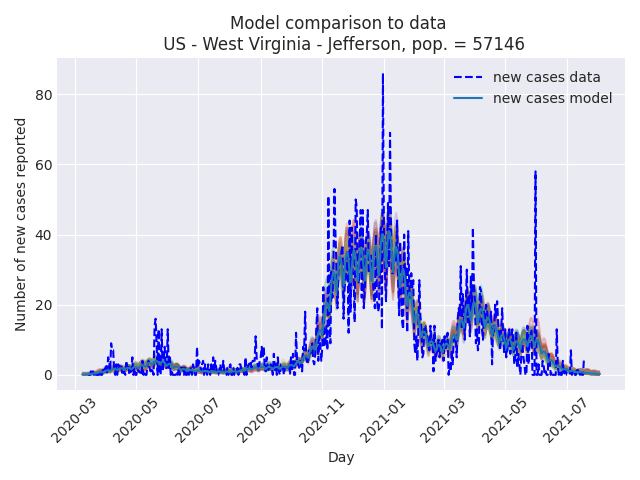 Model comparison to data
US - West Virginia - Jefferson, pop. = 57146
new cases data
new cases model
Number of new cases reported
80
60
40
20
0
2020-03
2020-05
2020-07
2020-09
2020-11
2021-01
2021-03
2021-05
2021-07
Day